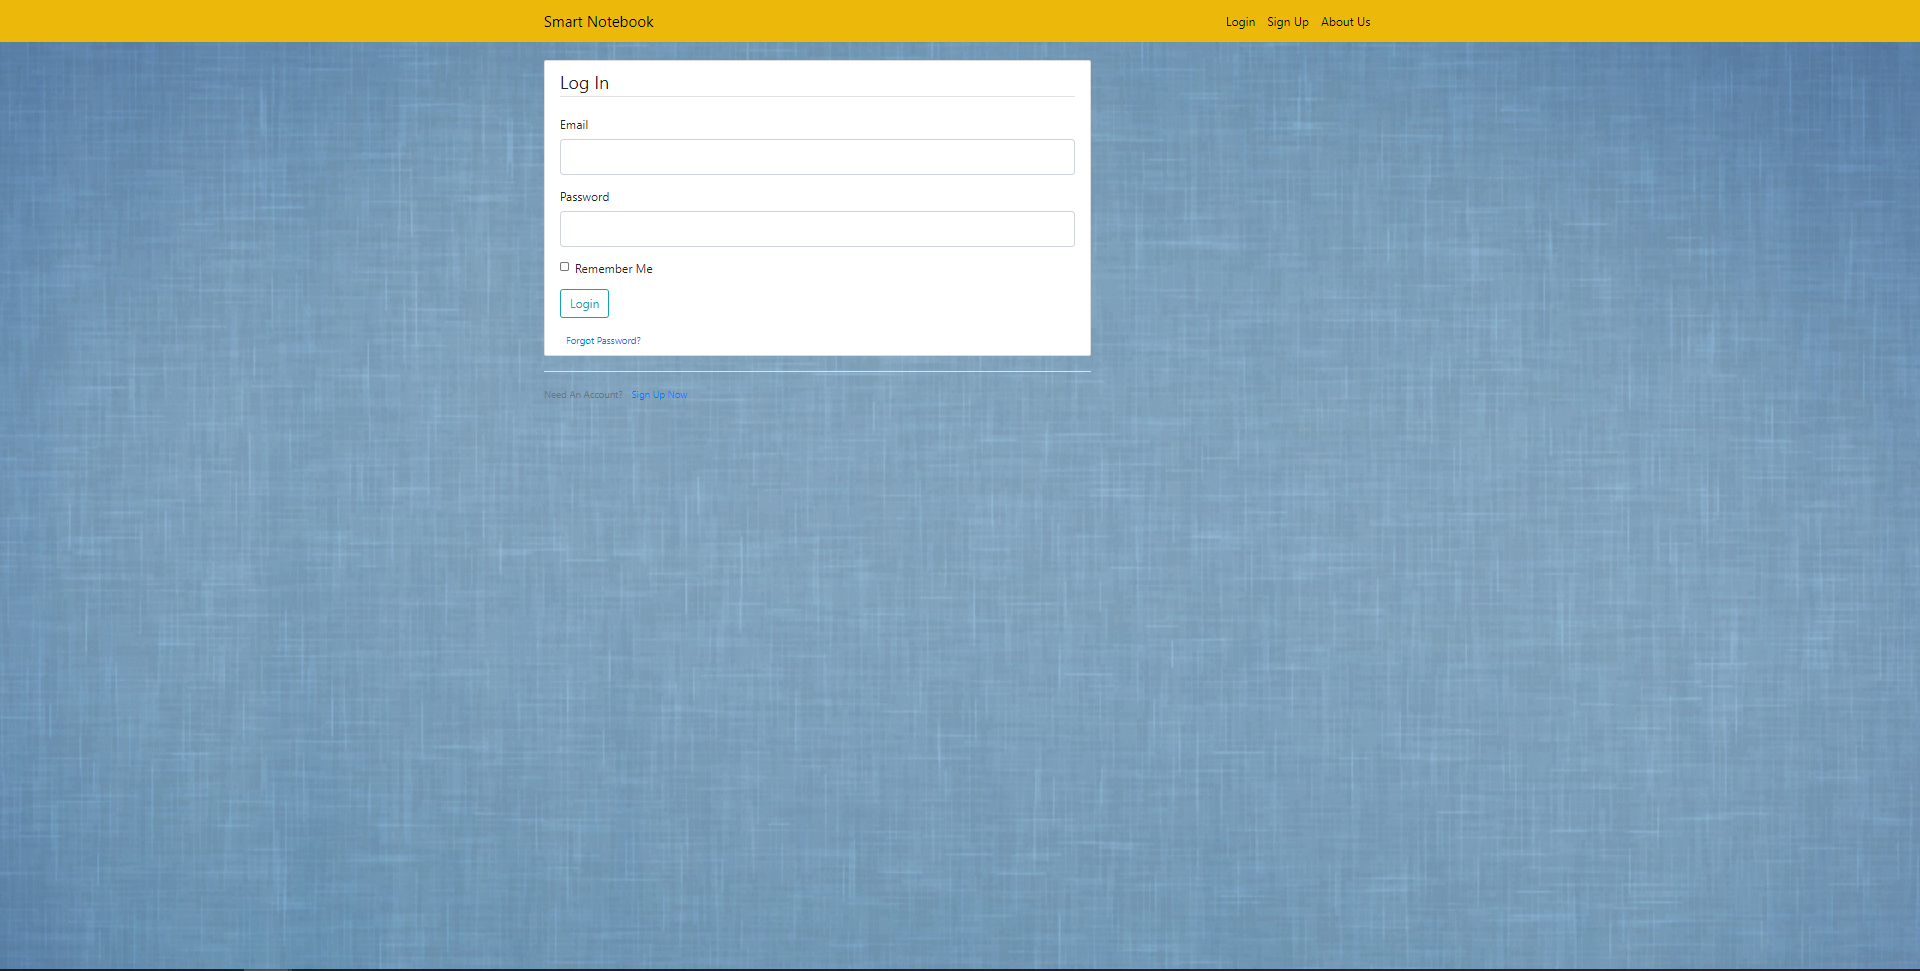 Smart Notebook Login Sign Up About Us
Log In
Email
Password
Remember Me
Login
Forgot Password?
Need An Account? Sign Up Now